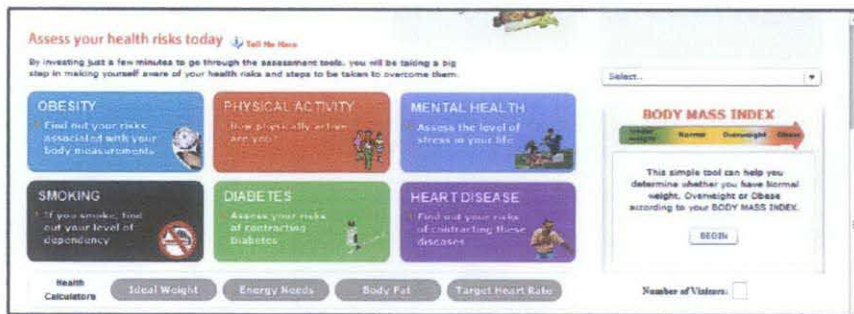 Assess your health risks today Tell Me More
By investing just a few minutes to go through the assessment tools, you will be taking a big
step in making yourself aware of your health risks and steps to be taken to overcome them.
OBESITY
Find out your risks
associated with your
body measurements
PHYSICAL ACTIVITY
How physically active
are you?
MENTAL HEALTH
Assess the level of
stress in your life
SMOKING
If you smoke, find
out your level of
dependency
DIABETES
Assess your risks
of contracting
Diabetes
HEART DISEASE
Find out your risks
of contracting these
diseases
Health
Calculators
Ideal Weight
Energy Needs
Body Fat
Target Heart Rate
Select..
BODY MASS INDEX
Under
weight
Normal
Overweight
Obese
This simple tool can help you
determine whether you have Normal
weight, Overweight or Obese
according to your BODY MASS INDEX.
BEGIN
Number of Visitors: